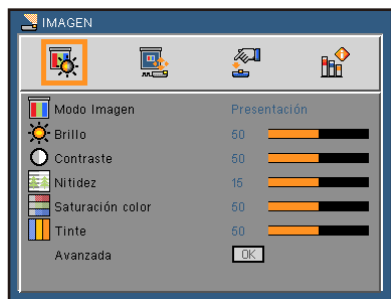 IMAGEN
Modo Imagen Presentación
Brillo 50
Contraste 50
Nitidez 15
Saturación color 50
Tinte 50
Avanzada OK